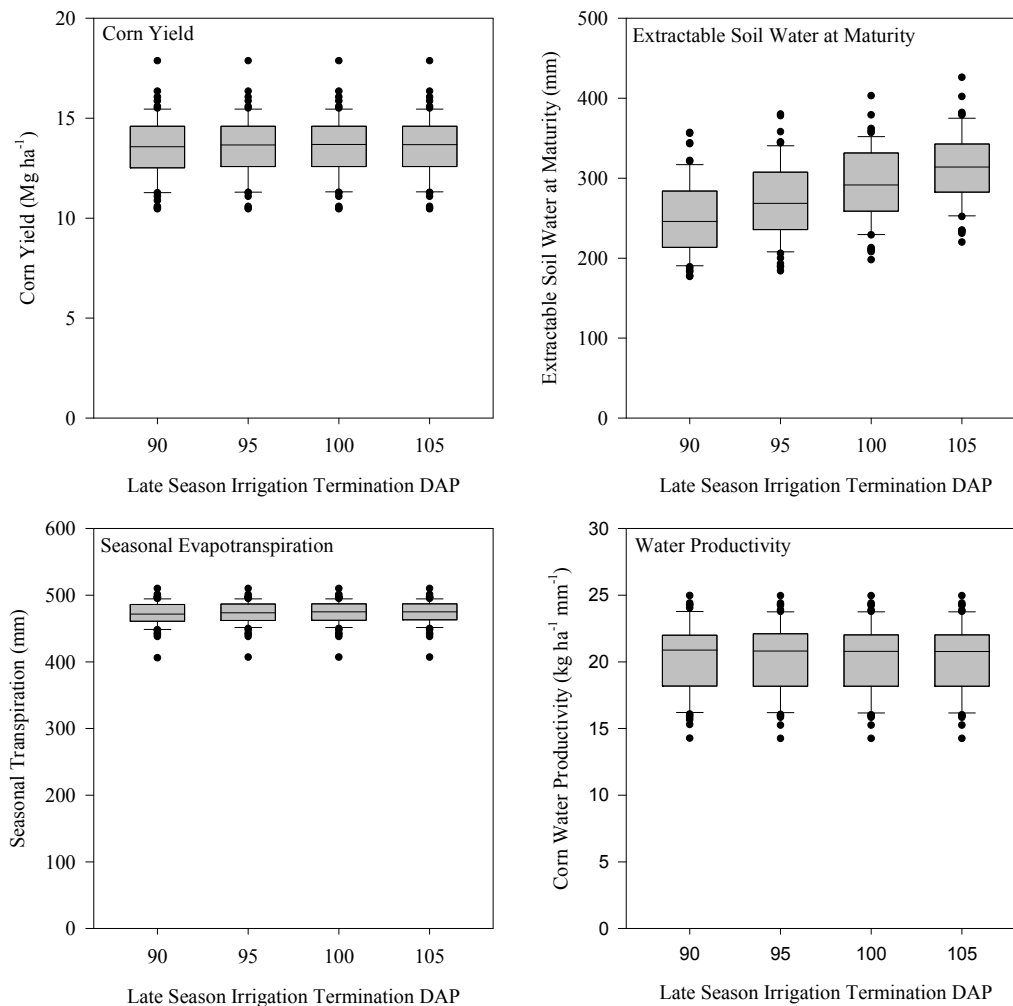 Corn Yield
Corn Yield (Mg ha⁻¹)
20
15
10
5
0
90 95 100 105
Late Season Irrigation Termination DAP
Extractable Soil Water at Maturity
Extractable Soil Water at Maturity (mm)
500
400
300
200
100
0
90 95 100 105
Late Season Irrigation Termination DAP
Seasonal Evapotranspiration
Seasonal Transpiration (mm)
600
500
400
300
200
100
0
90 95 100 105
Late Season Irrigation Termination DAP
Water Productivity
Corn Water Productivity (kg ha⁻¹ mm⁻¹)
30
25
20
15
10
5
0
90 95 100 105
Late Season Irrigation Termination DAP